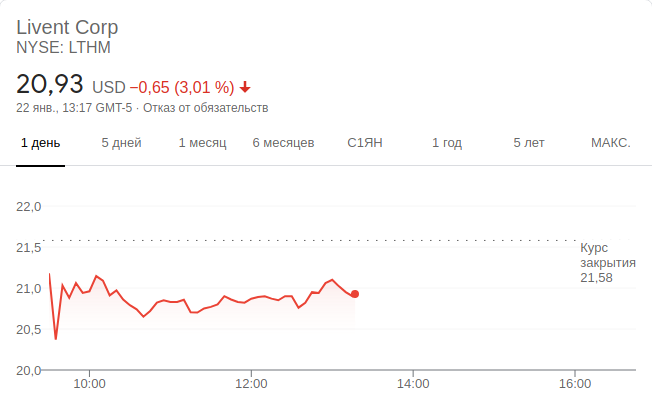 Livent Corp
NYSE: LTHM
20,93 USD −0,65 (3,01 %)
22 янв., 13:17 GMT-5 · Отказ от обязательств
1 день 5 дней 1 месяц 6 месяцев С1ЯН 1 год 5 лет МАКС.
22,0
21,5
Курс
закрытия
21,58
21,0
20,5
20,0
10:00 12:00 14:00 16:00